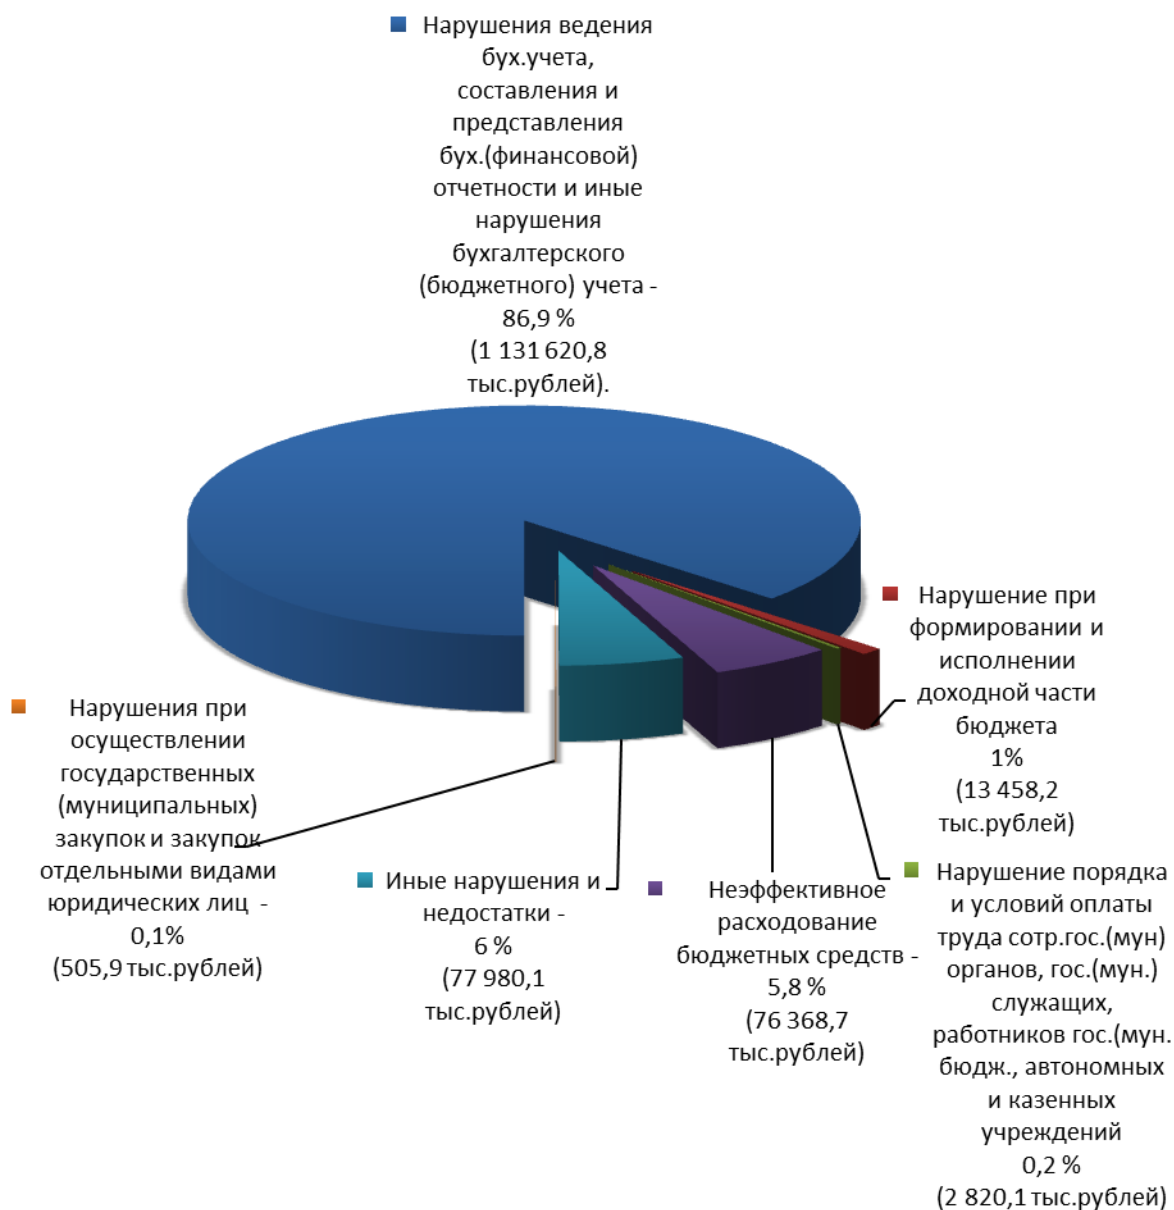 Нарушения ведения
бух.учета,
составления и
представления
бух.(финансовой)
отчетности и иные
нарушения
бухгалтерского
(бюджетного) учета -
86,9 %
(1 131 620,8
тыс.рублей).
Нарушение при
формировании и
исполнении
доходной части
бюджета
1%
(13 458,2
тыс.рублей)
Нарушения при
осуществлении
государственных
(муниципальных)
закупок и закупок
отдельными видами
юридических лиц -
0,1%
(505,9 тыс.рублей)
Иные нарушения и
недостатки -
6 %
(77 980,1
тыс.рублей)
Неэффективное
расходование
бюджетных средств -
5,8 %
(76 368,7
тыс.рублей)
Нарушение порядка
и условий оплаты
труда сотр.гос.(мун)
органов, гос.(мун.)
служащих,
работников гос.(мун.
бюдж., автономных
и казенных
учреждений
0,2 %
(2 820,1 тыс.рублей)